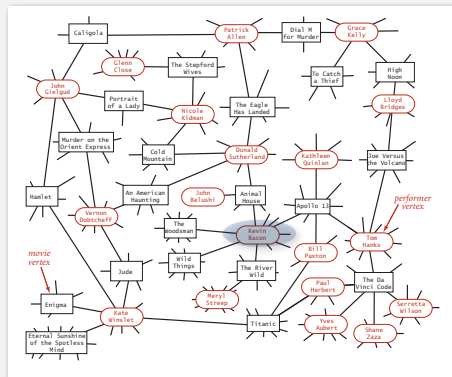 Caligola
Patrick
Allen
Dial M
for Murder
Grace
Kelly
Glenn
Close
The Stepford
Wives
To Catch
a Thief
High
Noon
John
Gielgud
Portrait
of a Lady
Nicole
Kidman
The Eagle
Has Landed
Lloyd
Bridges
Murder on the
Orient Express
Cold
Mountain
Donald
Sutherland
Kathleen
Quinlan
Joe Versus
the Volcano
Hamlet
An American
Haunting
John
Belushi
Animal
House
Apollo 13
performer
vertex
Vernon
Dobtcheff
The
Woodsman
Kevin
Bacon
Tom
Hanks
movie
vertex
Jude
Wild
Things
The River
Wild
Bill
Paxton
Paul
Herbert
The Da
Vinci Code
Enigma
Meryl
Streep
Serretta
Wilson
Kate
Winslet
Titanic
Yves
Aubert
Shane
Zaza
Eternal Sunshine
of the Spotless
Mind